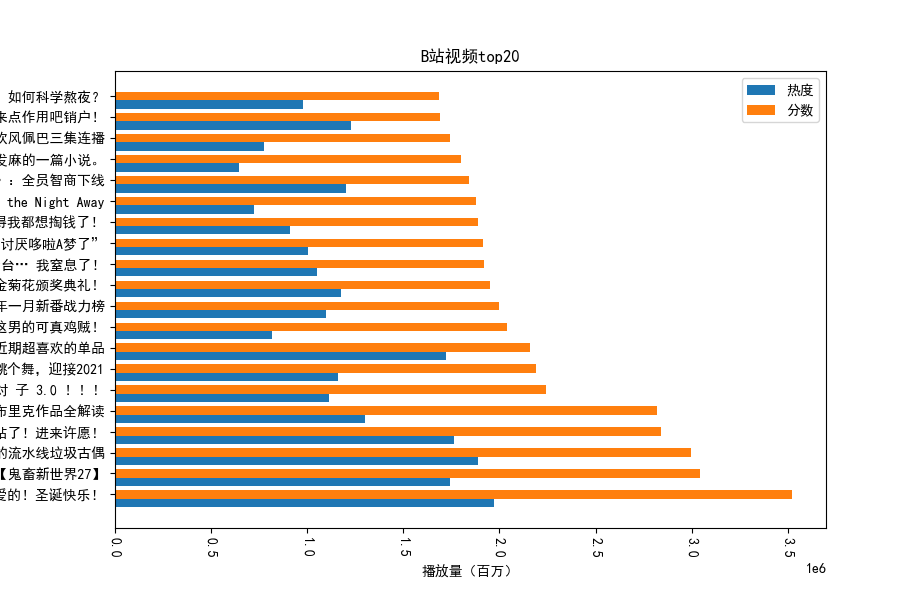 B站视频top20
热度
分数
如何科学熬夜?
来点作用吧销户!
吹风佩巴三集连播
发麻的一篇小说。
：全员智商下线
the Night Away
得我都想掏钱了!
讨厌哆啦A梦了”
台… 我窒息了!
金菊花颁奖典礼!
年一月新番战力榜
这男的可真鸡贼!
近期超喜欢的单品
跳个舞，迎接2021
对 子 3.0 ！！！
布里克作品全解读
站了！进来许愿!
的流水线垃圾古偶
【鬼畜新世界27】
爱的！圣诞快乐!
0.0 0.5 1.0 1.5 2.0 2.5 3.0 3.5
1e6
播放量（百万）